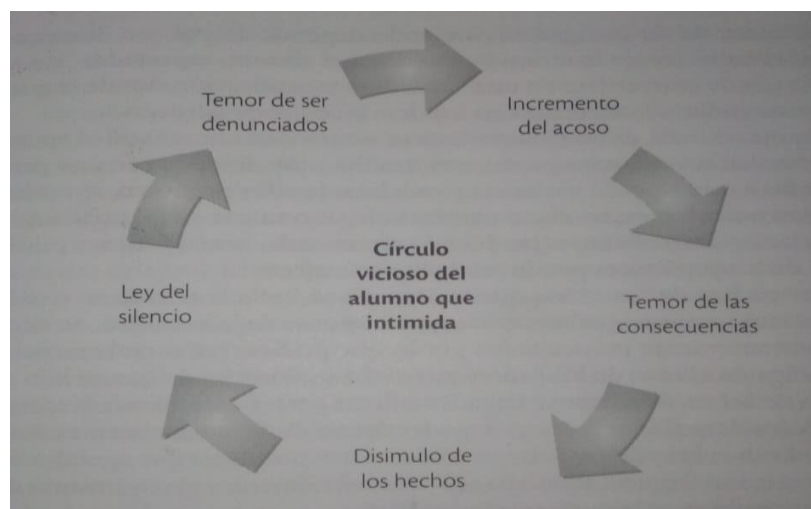 Temor de ser
denunciados
Incremento
del acoso
Temor de las
consecuencias
Disimulo de
los hechos
Ley del
silencio
Círculo
vicioso del
alumno que
intimida